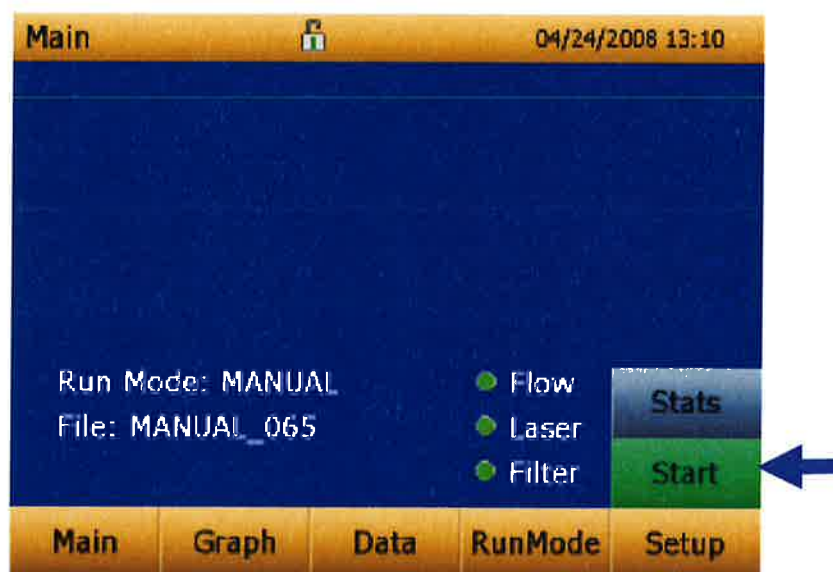 Main 04/24/2008 13:10
Run Mode: MANUAL
File: MANUAL_065
Flow
Laser
Filter
Stats
Start
Main Graph Data RunMode Setup